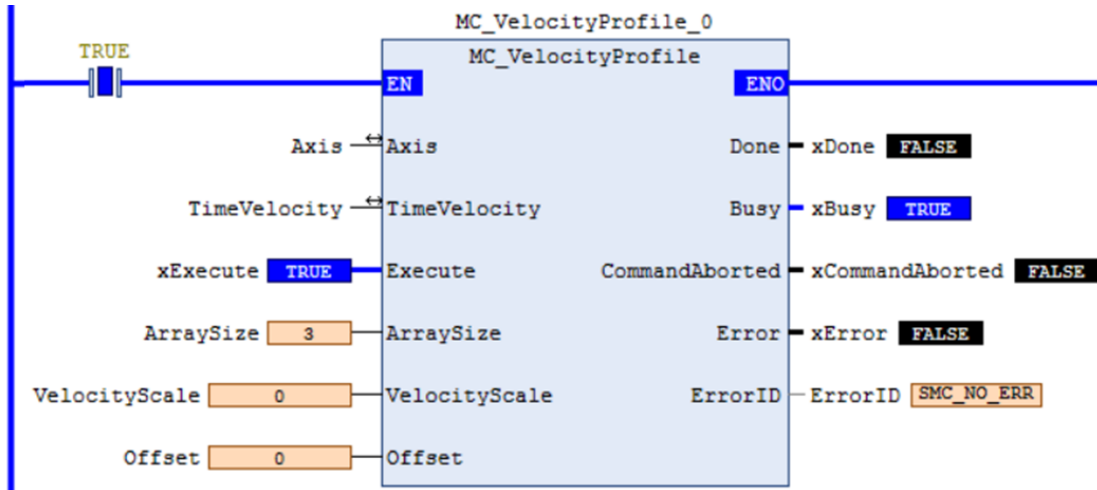 MC_VelocityProfile_0
TRUE
MC_VelocityProfile
EN ENO
Axis Axis Done xDone FALSE
TimeVelocity TimeVelocity Busy xBusy TRUE
xExecute TRUE Execute CommandAborted xCommandAborted FALSE
ArraySize 3 ArraySize Error xError FALSE
VelocityScale 0 VelocityScale ErrorID ErrorID SMC_NO_ERR
Offset 0 Offset